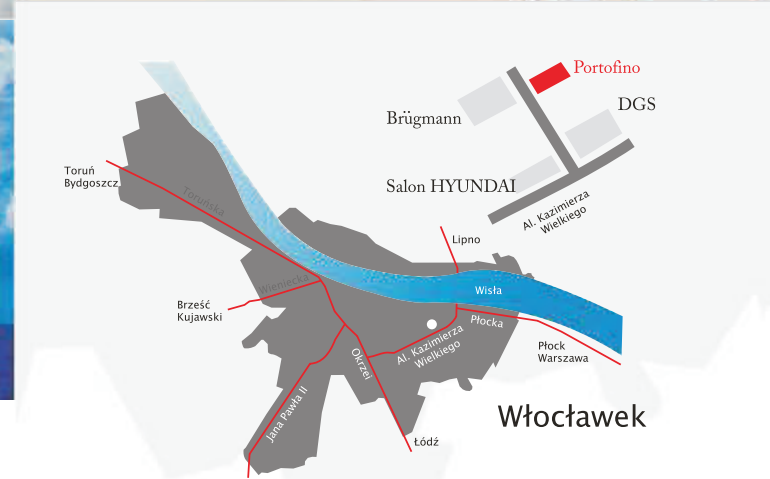 Portofino
DGS
Brügmann
Salon HYUNDAI
Al. Kazimierza
Wielkiego
Toruń
Bydgoszcz
Toruńska
Lipno
Wieniecka
Wisła
Brześć
Kujawski
Płocka
Al. Kazimierza
Wielkiego
Okrzei
Płock
Warszawa
Jana Pawła II
Włocławek
Łódź